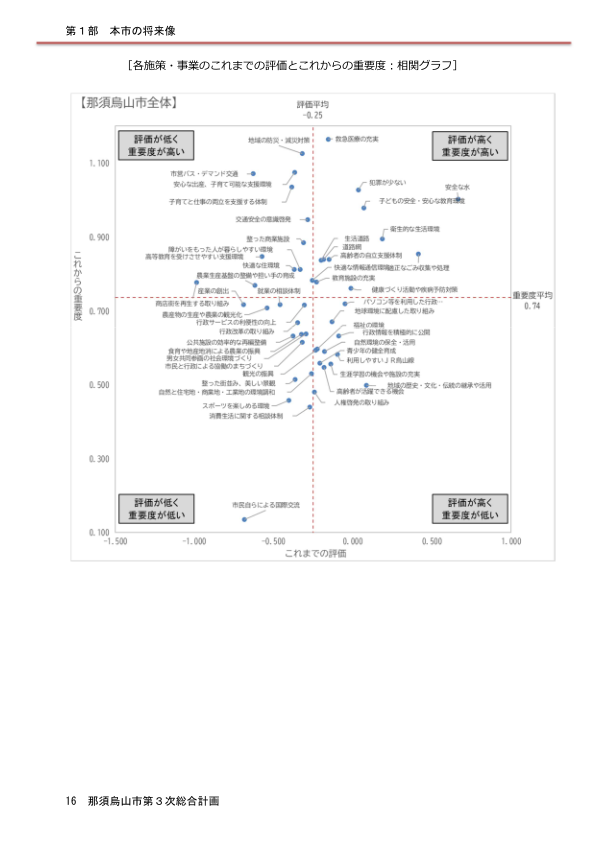 第１部　本市の将来像
［各施策・事業のこれまでの評価とこれからの重要度：相関グラフ］
【那須烏山市全体】
評価平均
-0.25
評価が低く
重要度が高い
評価が高く
重要度が高い
地域の防災・減災対策
救急医療の充実
1.100
市営バス・デマンド交通
安心な出産、子育て可能な支援環境
犯罪が少ない
安全な水
子育てと仕事の両立を支援する体制
子どもの安全・安心な教育環境
交通安全の意識啓発
衛生的な生活環境
0.900
整った商業施設
生活道路
道路網
障がいをもった人が暮らしやすい環境
高等教育を受けさせやすい支援環境
高齢者の自立支援体制
快適な住環境
快適な情報通信環境
適正なごみ収集や処理
農業生産基盤の整備や担い手の育成
教育施設の充実
産業の創出
就業の相談体制
健康づくり活動や疾病予防対策
これからの重要度
重要度平均
0.74
商店街を再生する取り組み
パソコン等を利用した行政…
0.700
農産物の生産や農業の観光化
地球環境に配慮した取り組み
行政サービスの利便性の向上
福祉の環境
行政改革の取り組み
行政情報を積極的に公開
公共施設の効率的な再編整備
自然環境の保全・活用
食育や地産地消による農業の振興
青少年の健全育成
男女共同参画の社会環境づくり
利用しやすいＪＲ烏山線
市民と行政による協働のまちづくり
観光の振興
生涯学習の機会や施設の充実
0.500
整った街並み、美しい景観
地域の歴史・文化・伝統の継承や活用
自然と住宅地・商業地・工業地の環境調和
高齢者が活躍できる機会
スポーツを楽しめる環境
人権啓発の取り組み
消費生活に関する相談体制
0.300
評価が低く
重要度が低い
市民自らによる国際交流
評価が高く
重要度が低い
0.100
-1.500
-1.000
-0.500
0.000
0.500
1.000
これまでの評価
16　那須烏山市第３次総合計画